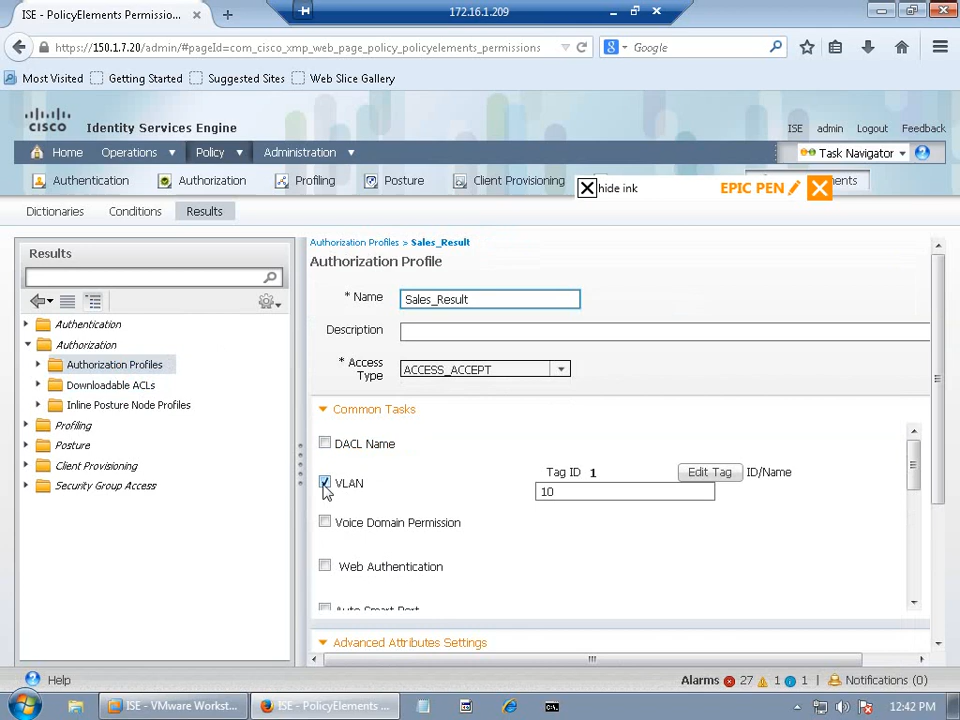 ISE - PolicyElements Permissio...
172.16.1.209
https://150.1.7.20/admin/#pageId=com_cisco_xmp_web_page_policy_policyelements_permissions
Google
Most Visited
Getting Started
Suggested Sites
Web Slice Gallery
CISCO
Identity Services Engine
ISE
admin
Logout
Feedback
Home
Operations
Policy
Administration
Task Navigator
Authentication
Authorization
Profiling
Posture
Client Provisioning
hide ink
EPIC PEN
ments
Dictionaries
Conditions
Results
Results
Authentication
Authorization
Authorization Profiles
Downloadable ACLs
Inline Posture Node Profiles
Profiling
Posture
Client Provisioning
Security Group Access
Authorization Profiles > Sales_Result
Authorization Profile
* Name
Sales_Result
Description
* Access Type
ACCESS_ACCEPT
Common Tasks
DACL Name
VLAN
Tag ID 1
Edit Tag
ID/Name
10
Voice Domain Permission
Web Authentication
Auto Smart Port
Advanced Attributes Settings
Help
Alarms 27 1 1
Notifications (0)
ISE - VMware Workst...
ISE - PolicyElements ...
12:42 PM